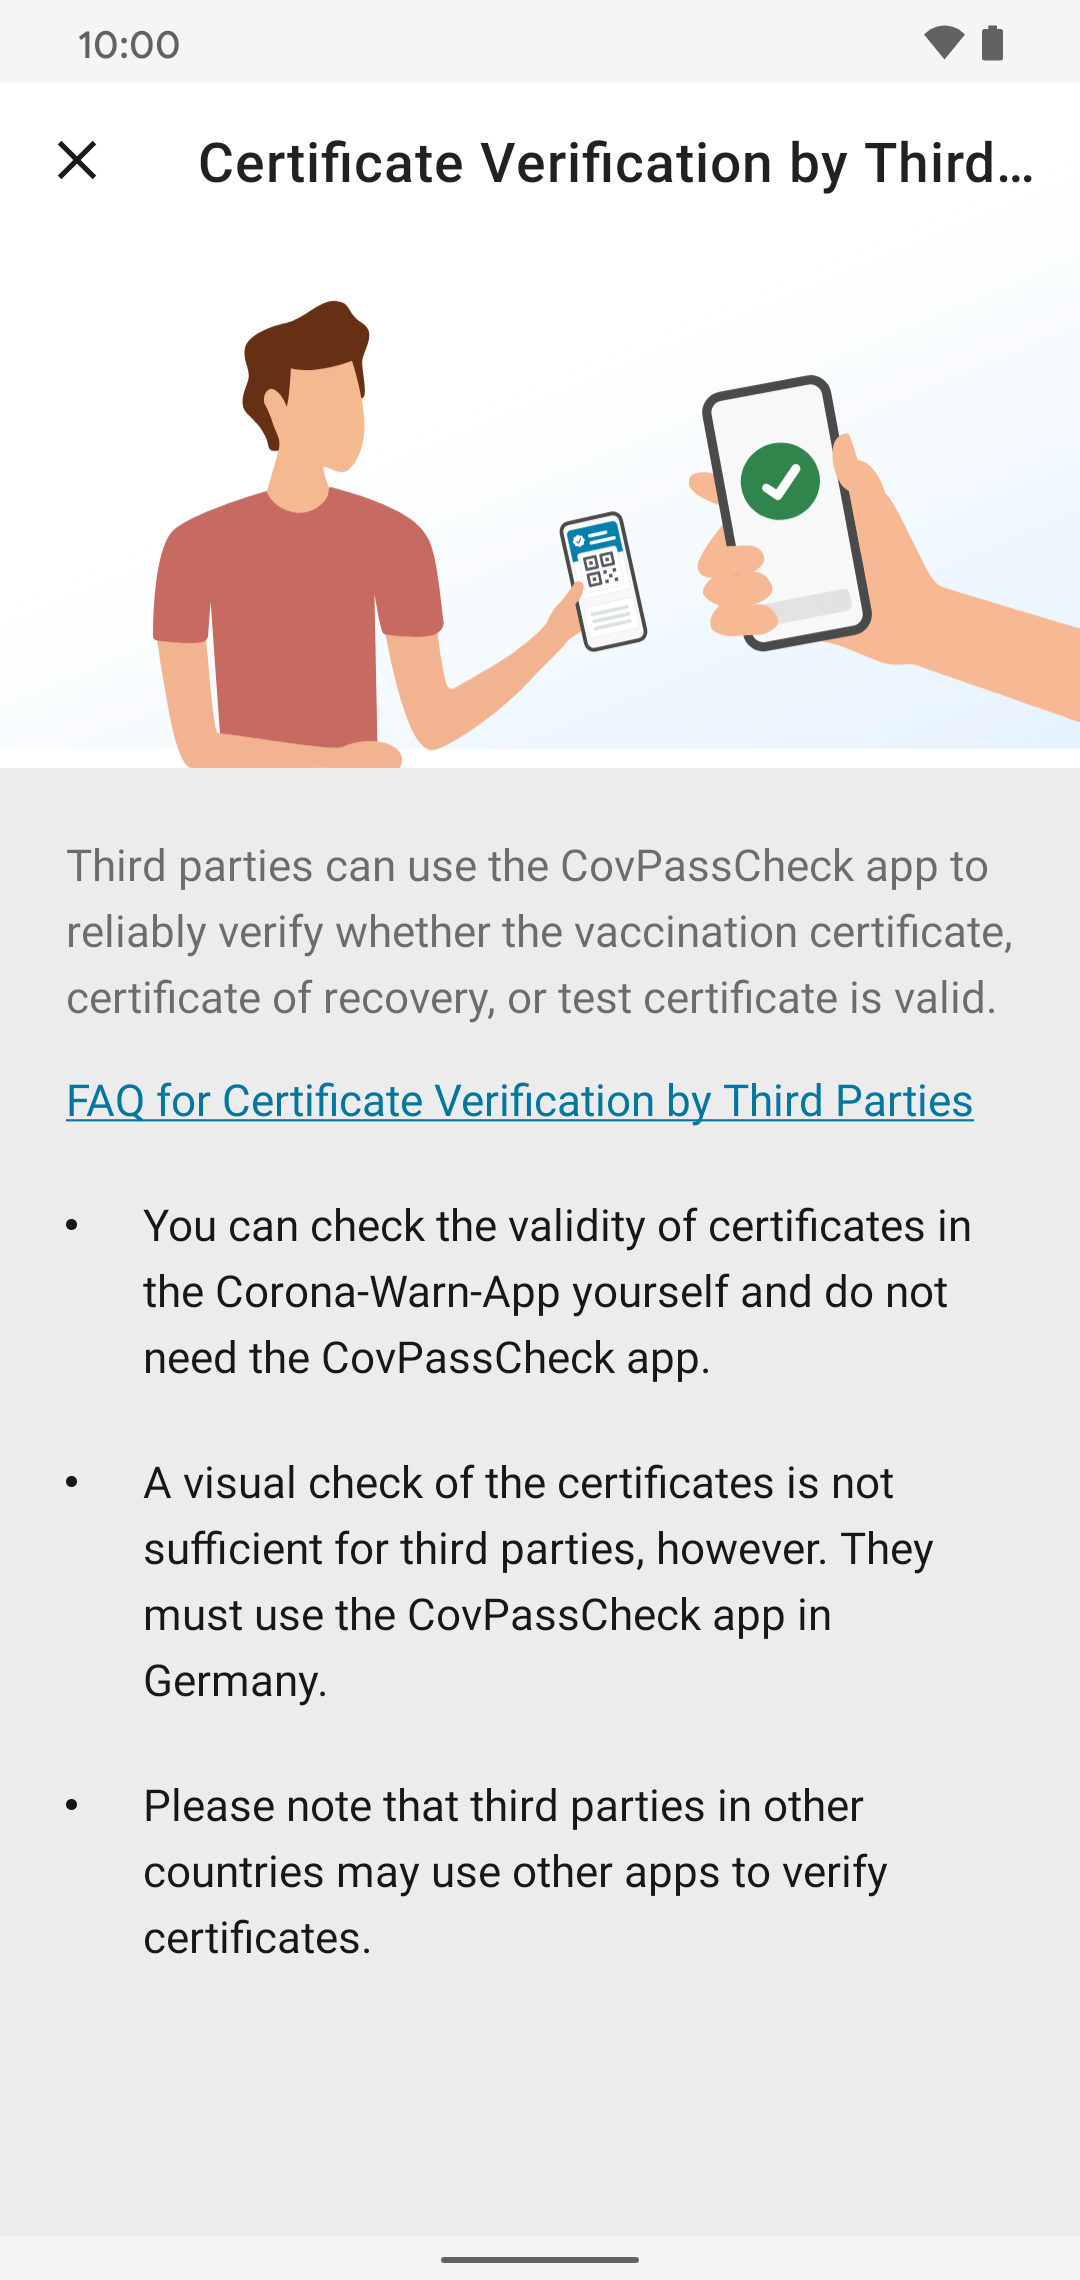 10:00
Certificate Verification by Third...
Third parties can use the CovPassCheck app to
reliably verify whether the vaccination certificate,
certificate of recovery, or test certificate is valid.
FAQ for Certificate Verification by Third Parties
• You can check the validity of certificates in
the Corona-Warn-App yourself and do not
need the CovPassCheck app.
• A visual check of the certificates is not
sufficient for third parties, however. They
must use the CovPassCheck app in
Germany.
• Please note that third parties in other
countries may use other apps to verify
certificates.